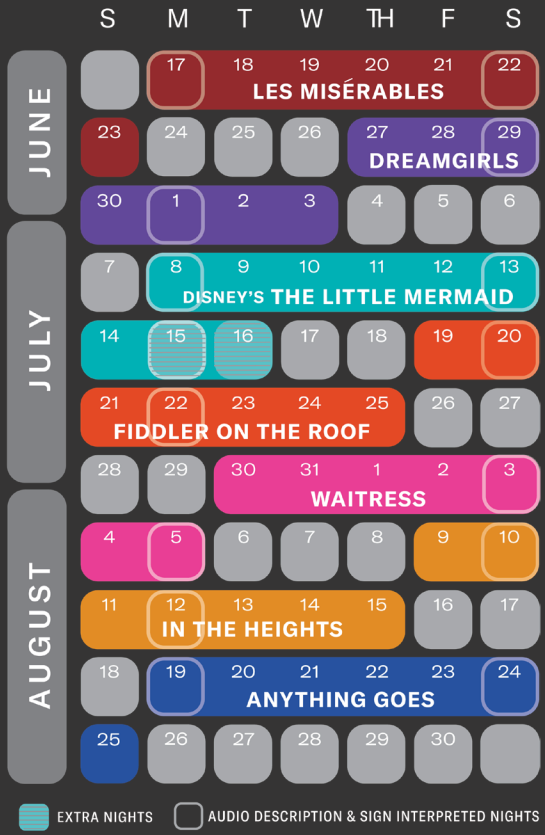 S M T W TH F S
JUNE
17 18 19 20 21 22
LES MISÉRABLES
23 24 25 26 27 28 29
DREAMGIRLS
30 1 2 3 4 5 6
JULY
7 8 9 10 11 12 13
DISNEY'S THE LITTLE MERMAID
14 15 16 17 18 19 20
21 22 23 24 25 26 27
FIDDLER ON THE ROOF
28 29 30 31 1 2 3
WAITRESS
AUGUST
4 5 6 7 8 9 10
11 12 13 14 15 16 17
IN THE HEIGHTS
18 19 20 21 22 23 24
ANYTHING GOES
25 26 27 28 29 30
EXTRA NIGHTS
AUDIO DESCRIPTION & SIGN INTERPRETED NIGHTS